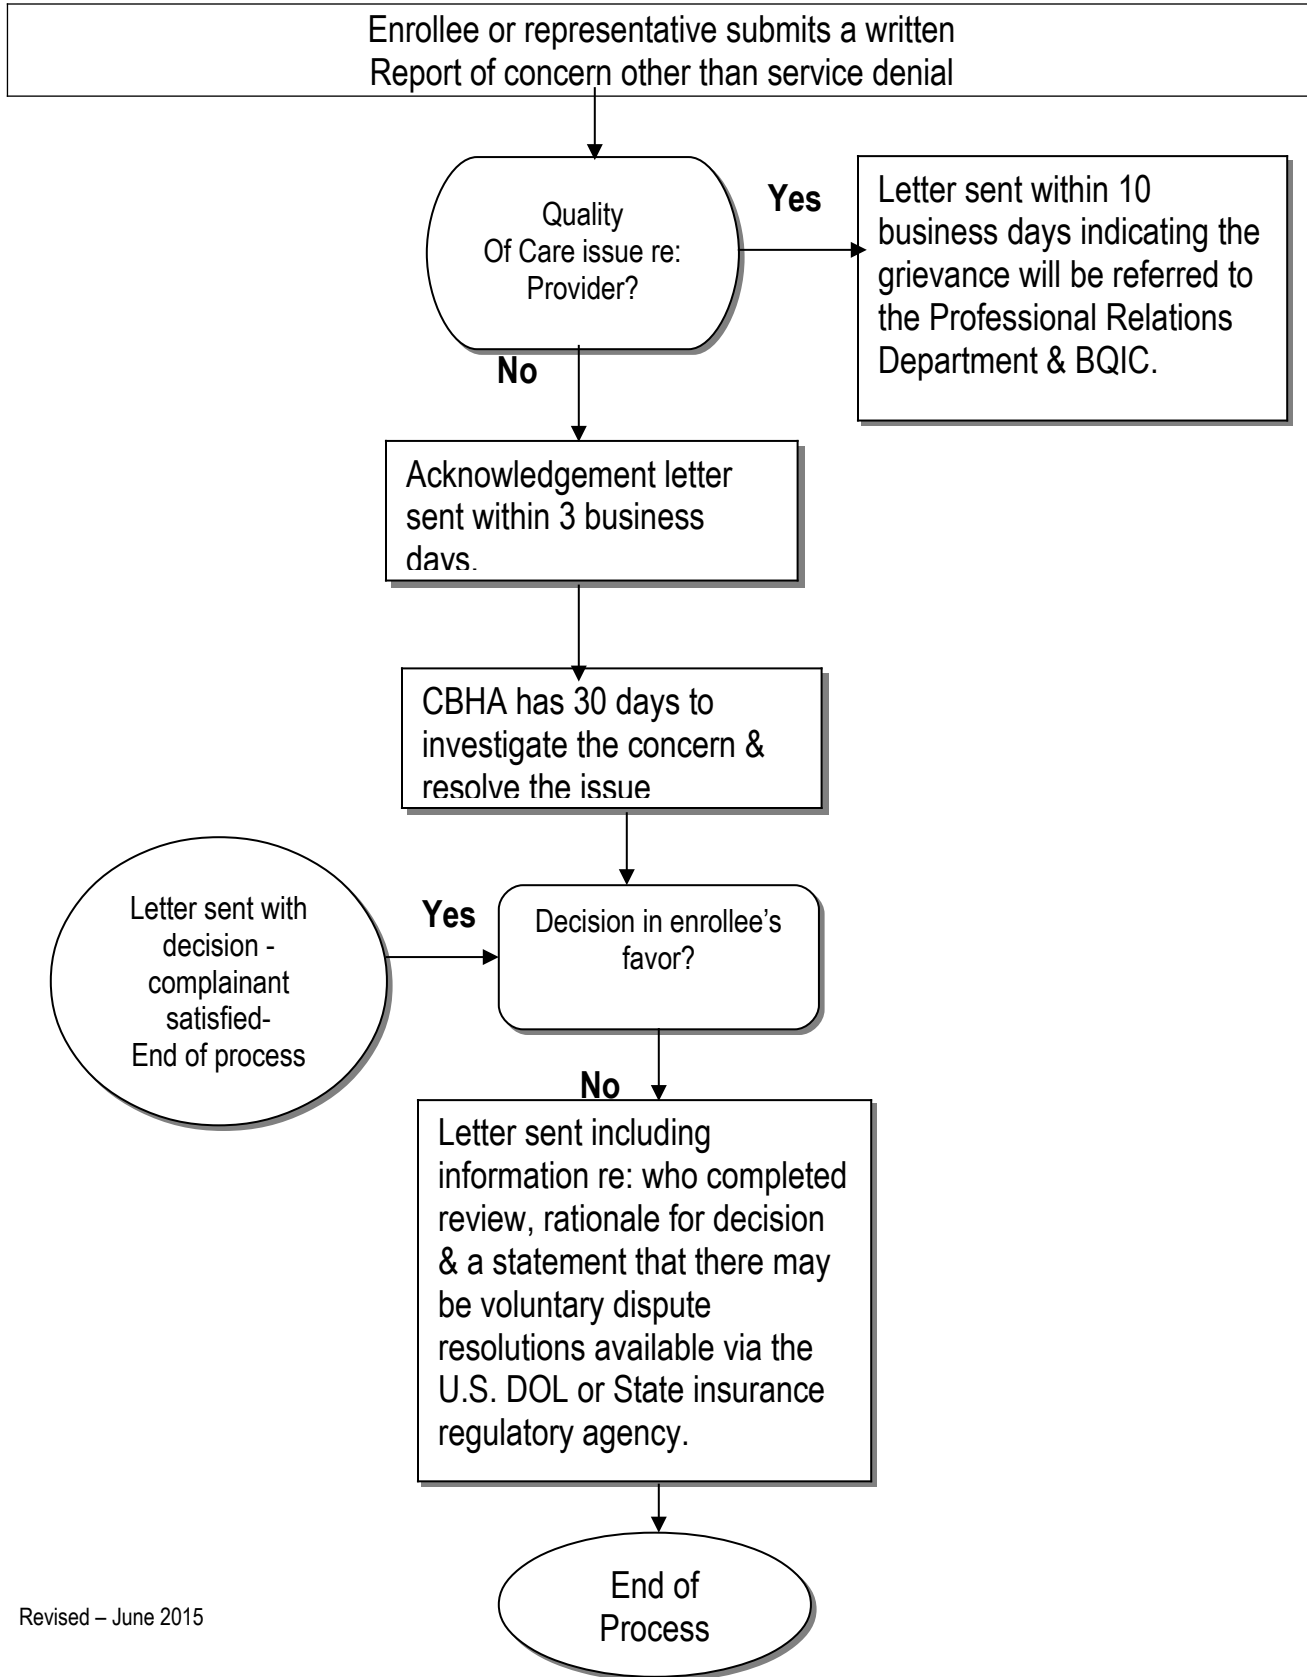 Enrollee or representative submits a written
Report of concern other than service denial
Quality
Of Care issue re:
Provider?
Yes
Letter sent within 10
business days indicating the
grievance will be referred to
the Professional Relations
Department & BQIC.
No
Acknowledgement letter
sent within 3 business
days.
CBHA has 30 days to
investigate the concern &
resolve the issue
Letter sent with
decision -
complainant
satisfied-
End of process
Yes
Decision in enrollee’s
favor?
No
Letter sent including
information re: who completed
review, rationale for decision
& a statement that there may
be voluntary dispute
resolutions available via the
U.S. DOL or State insurance
regulatory agency.
End of
Process
Revised – June 2015